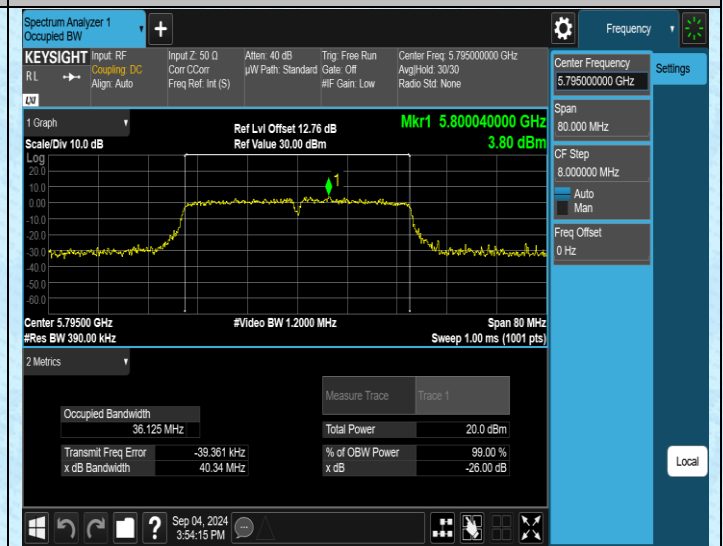 Spectrum Analyzer 1
Occupied BW
+
Frequency
KEYSIGHT
RL
LXI
Input: RF
Coupling: DC
Align: Auto
Input Z: 50 Ω
Corr CCorr
Freq Ref: Int (S)
Atten: 40 dB
µW Path: Standard
Trig: Free Run
Gate: Off
#IF Gain: Low
Center Freq: 5.795000000 GHz
Avg|Hold: 30/30
Radio Std: None
Center Frequency
5.795000000 GHz
Settings
Span
80.000 MHz
CF Step
8.000000 MHz
Auto
Man
Freq Offset
0 Hz
1 Graph
Scale/Div 10.0 dB
Ref Lvl Offset 12.76 dB
Ref Value 30.00 dBm
Mkr1 5.800040000 GHz
3.80 dBm
Log
20.0
10.0
0.00
-10.0
-20.0
-30.0
-40.0
-50.0
-60.0
1
Center 5.79500 GHz
#Res BW 390.00 kHz
#Video BW 1.2000 MHz
Span 80 MHz
Sweep 1.00 ms (1001 pts)
2 Metrics
Measure Trace Trace 1
Occupied Bandwidth
36.125 MHz
Total Power 20.0 dBm
Transmit Freq Error -39.361 kHz
% of OBW Power 99.00 %
x dB Bandwidth 40.34 MHz
x dB -26.00 dB
Local
?
Sep 04, 2024
3:54:15 PM